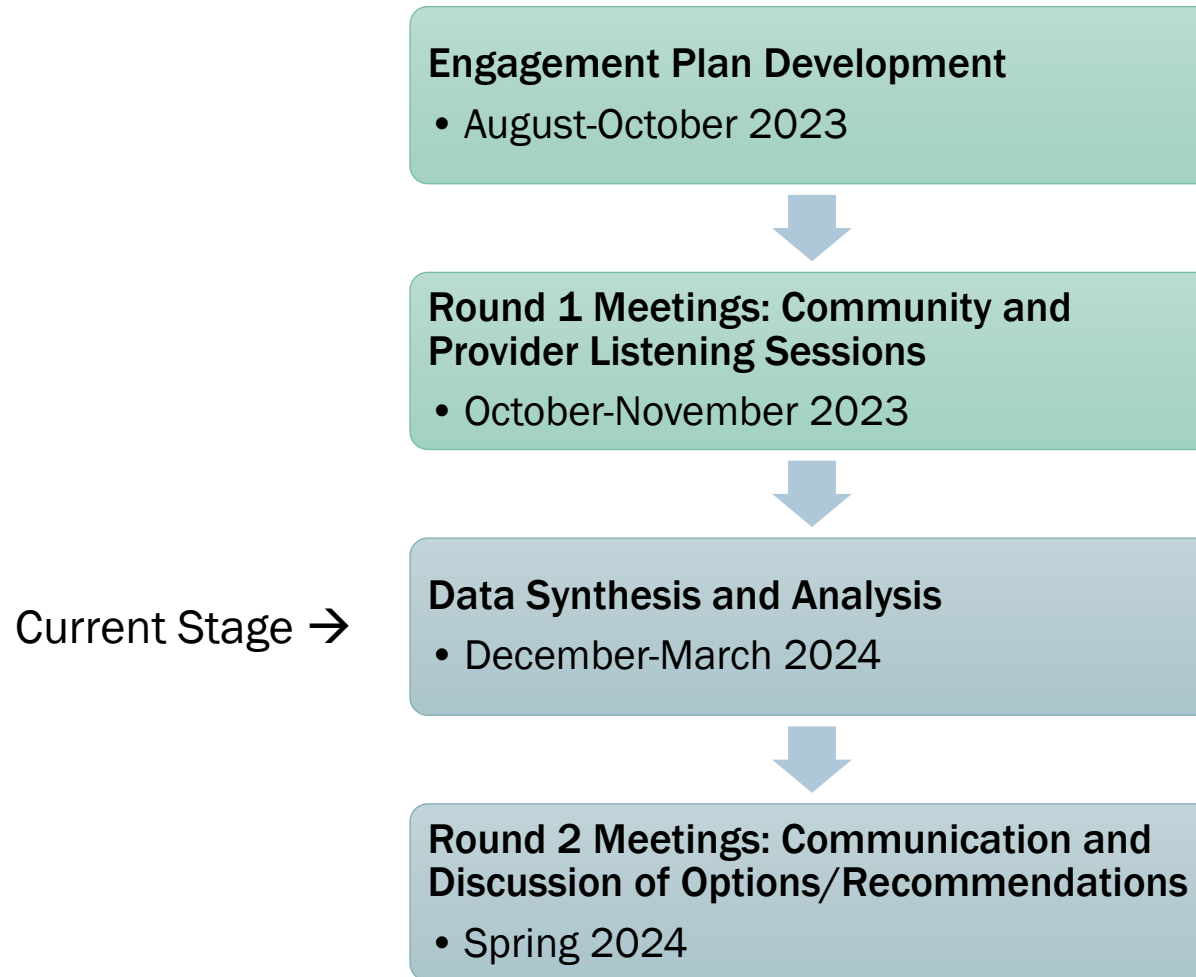 Engagement Plan Development
• August-October 2023
Round 1 Meetings: Community and
Provider Listening Sessions
• October-November 2023
Current Stage →
Data Synthesis and Analysis
• December-March 2024
Round 2 Meetings: Communication and
Discussion of Options/Recommendations
• Spring 2024